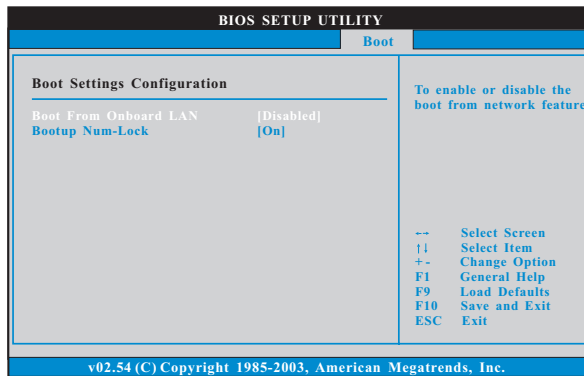 BIOS SETUP UTILITY
Boot
Boot Settings Configuration
Boot From Onboard LAN [Disabled]
Bootup Num-Lock [On]
To enable or disable the
boot from network feature
←→ Select Screen
↑↓ Select Item
+ - Change Option
F1 General Help
F9 Load Defaults
F10 Save and Exit
ESC Exit
v02.54 (C) Copyright 1985-2003, American Megatrends, Inc.